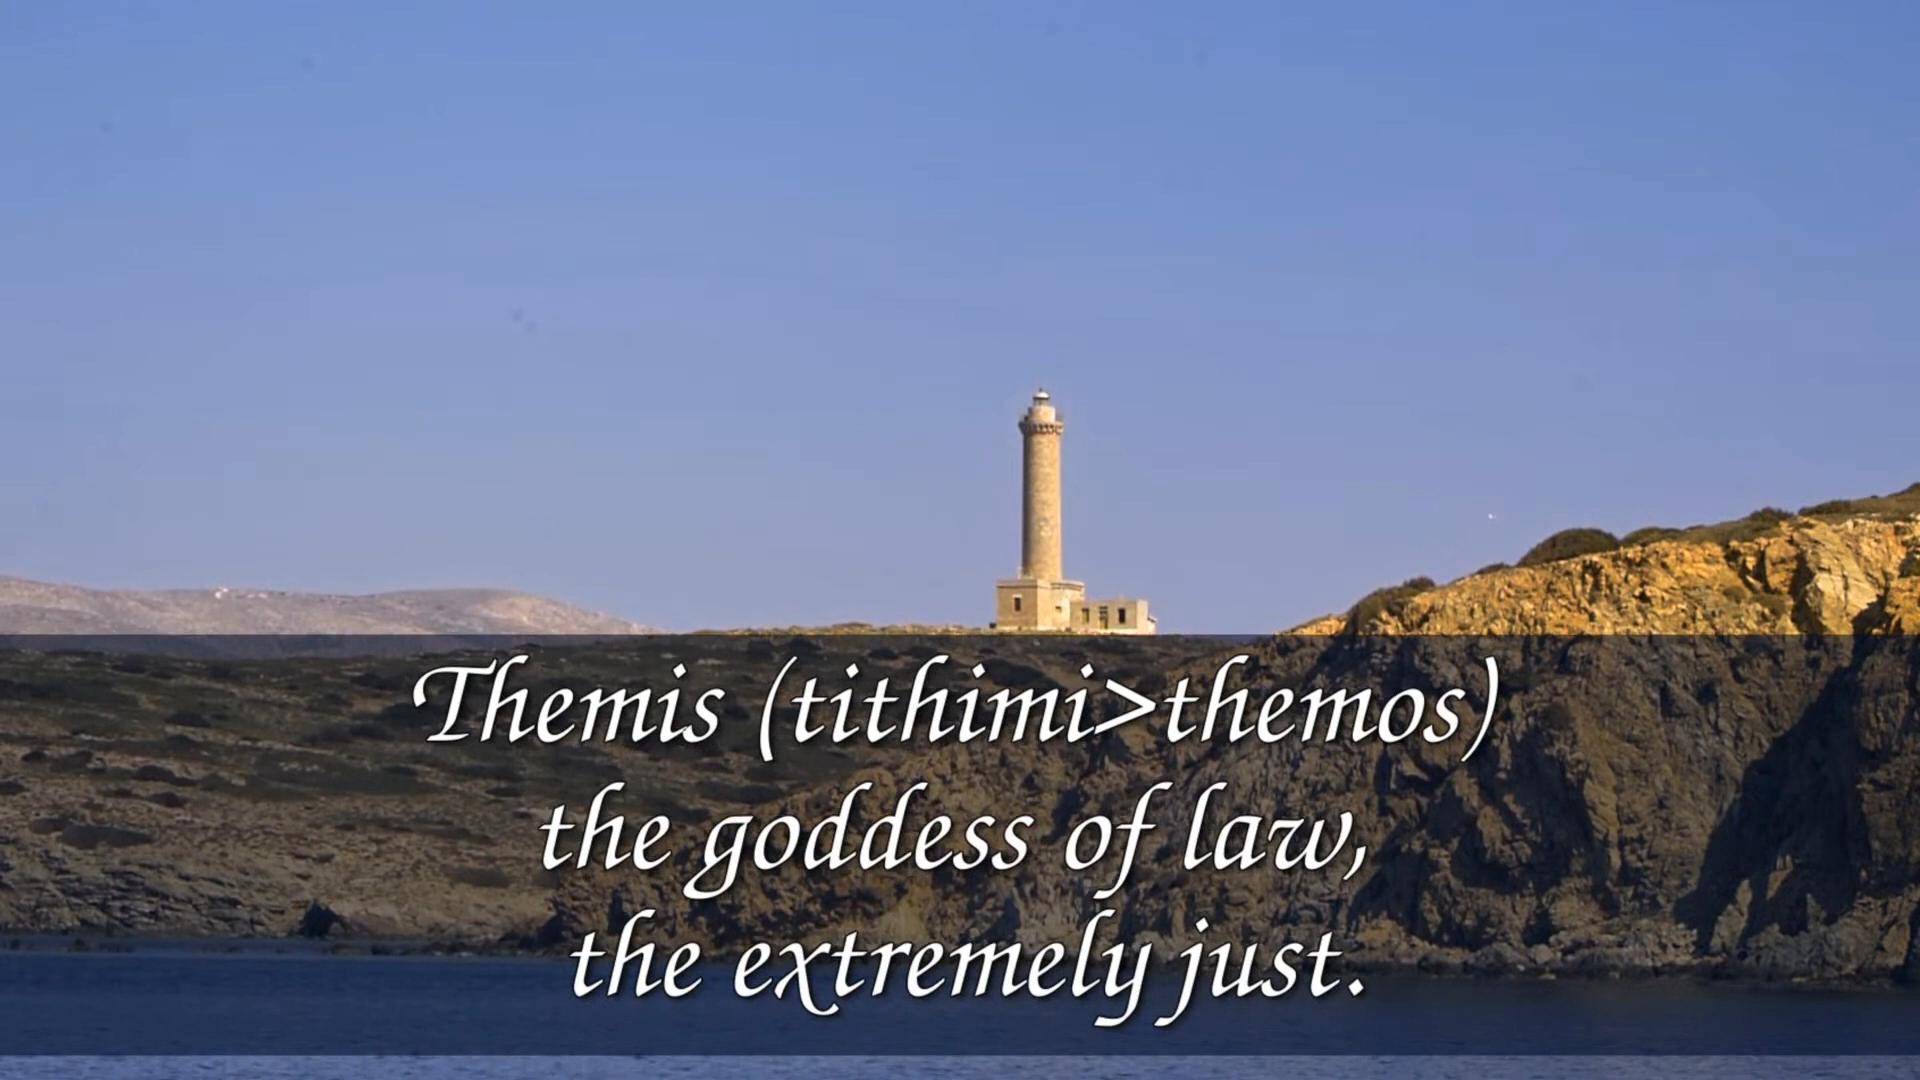 Themis (tithimi>themos)
the goddess of law,
the extremely just.